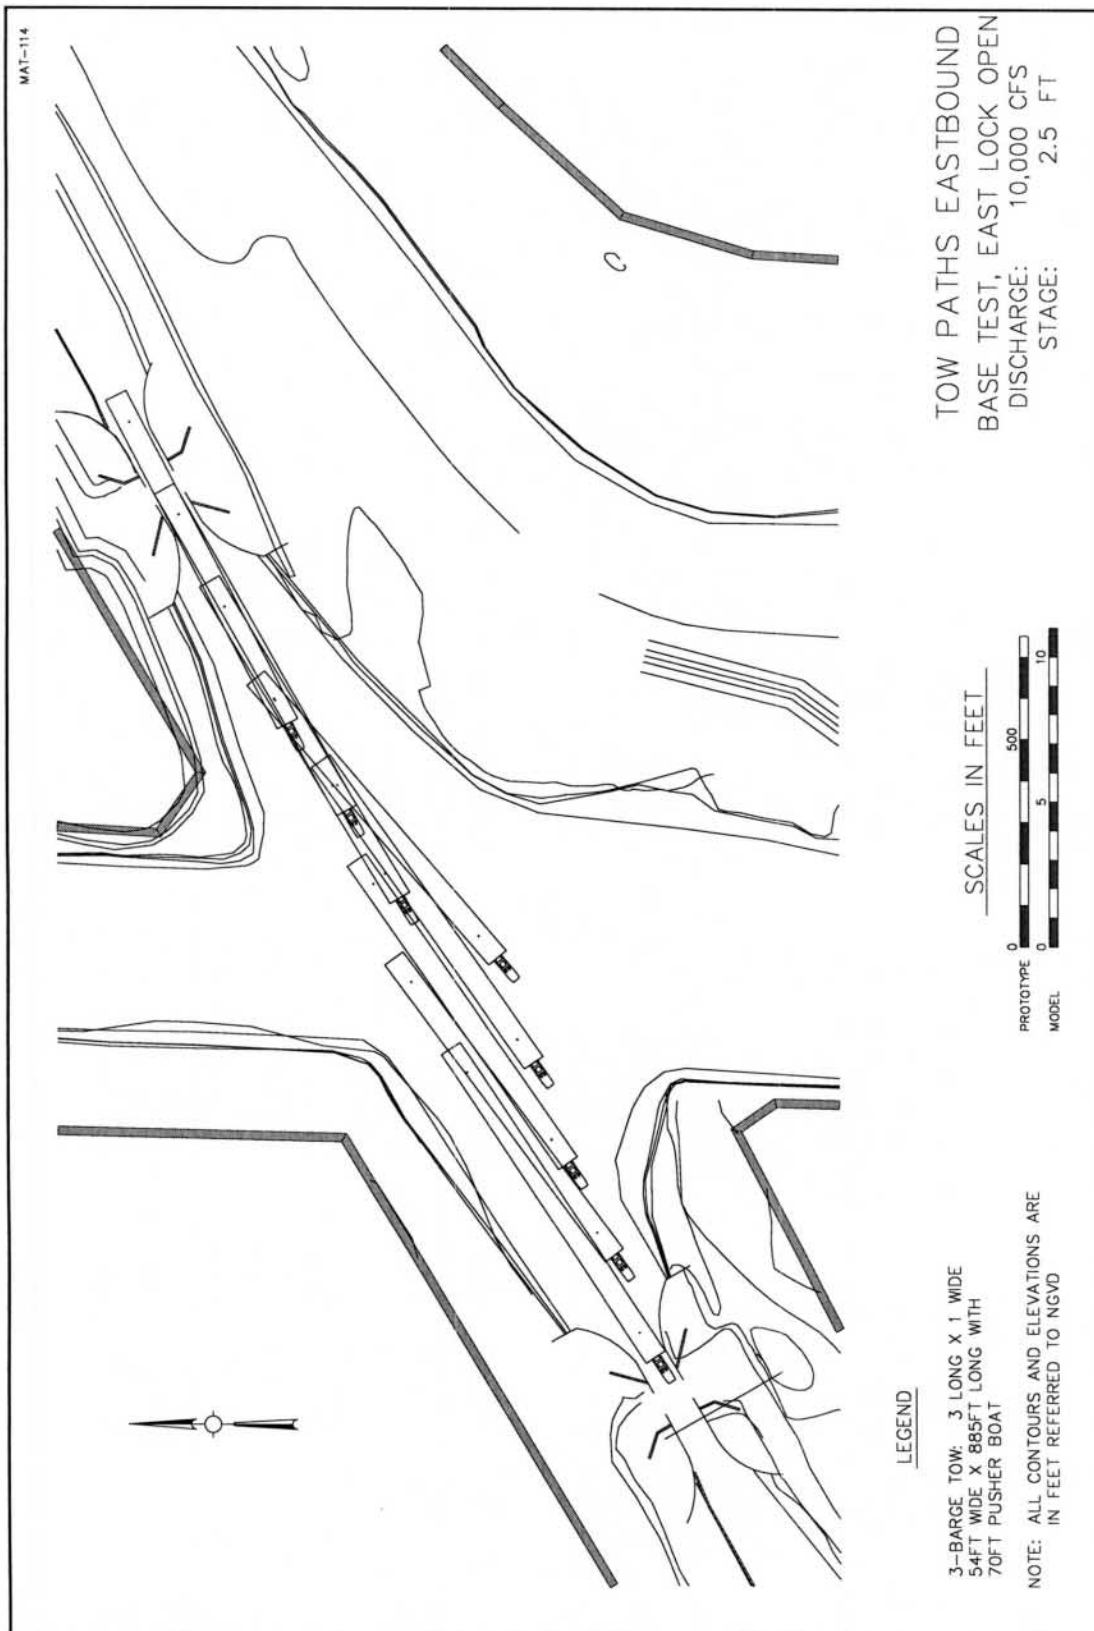 MAT-114
TOW PATHS EASTBOUND
BASE TEST, EAST LOCK OPEN
DISCHARGE: 10,000 CFS
STAGE: 2.5 FT
SCALES IN FEET
PROTOTYPE 0 500
MODEL 0 5 10
LEGEND
3-BARGE TOW: 3 LONG X 1 WIDE
54FT WIDE X 885FT LONG WITH
70FT PUSHER BOAT
NOTE: ALL CONTOURS AND ELEVATIONS ARE
IN FEET REFERRED TO NGVD